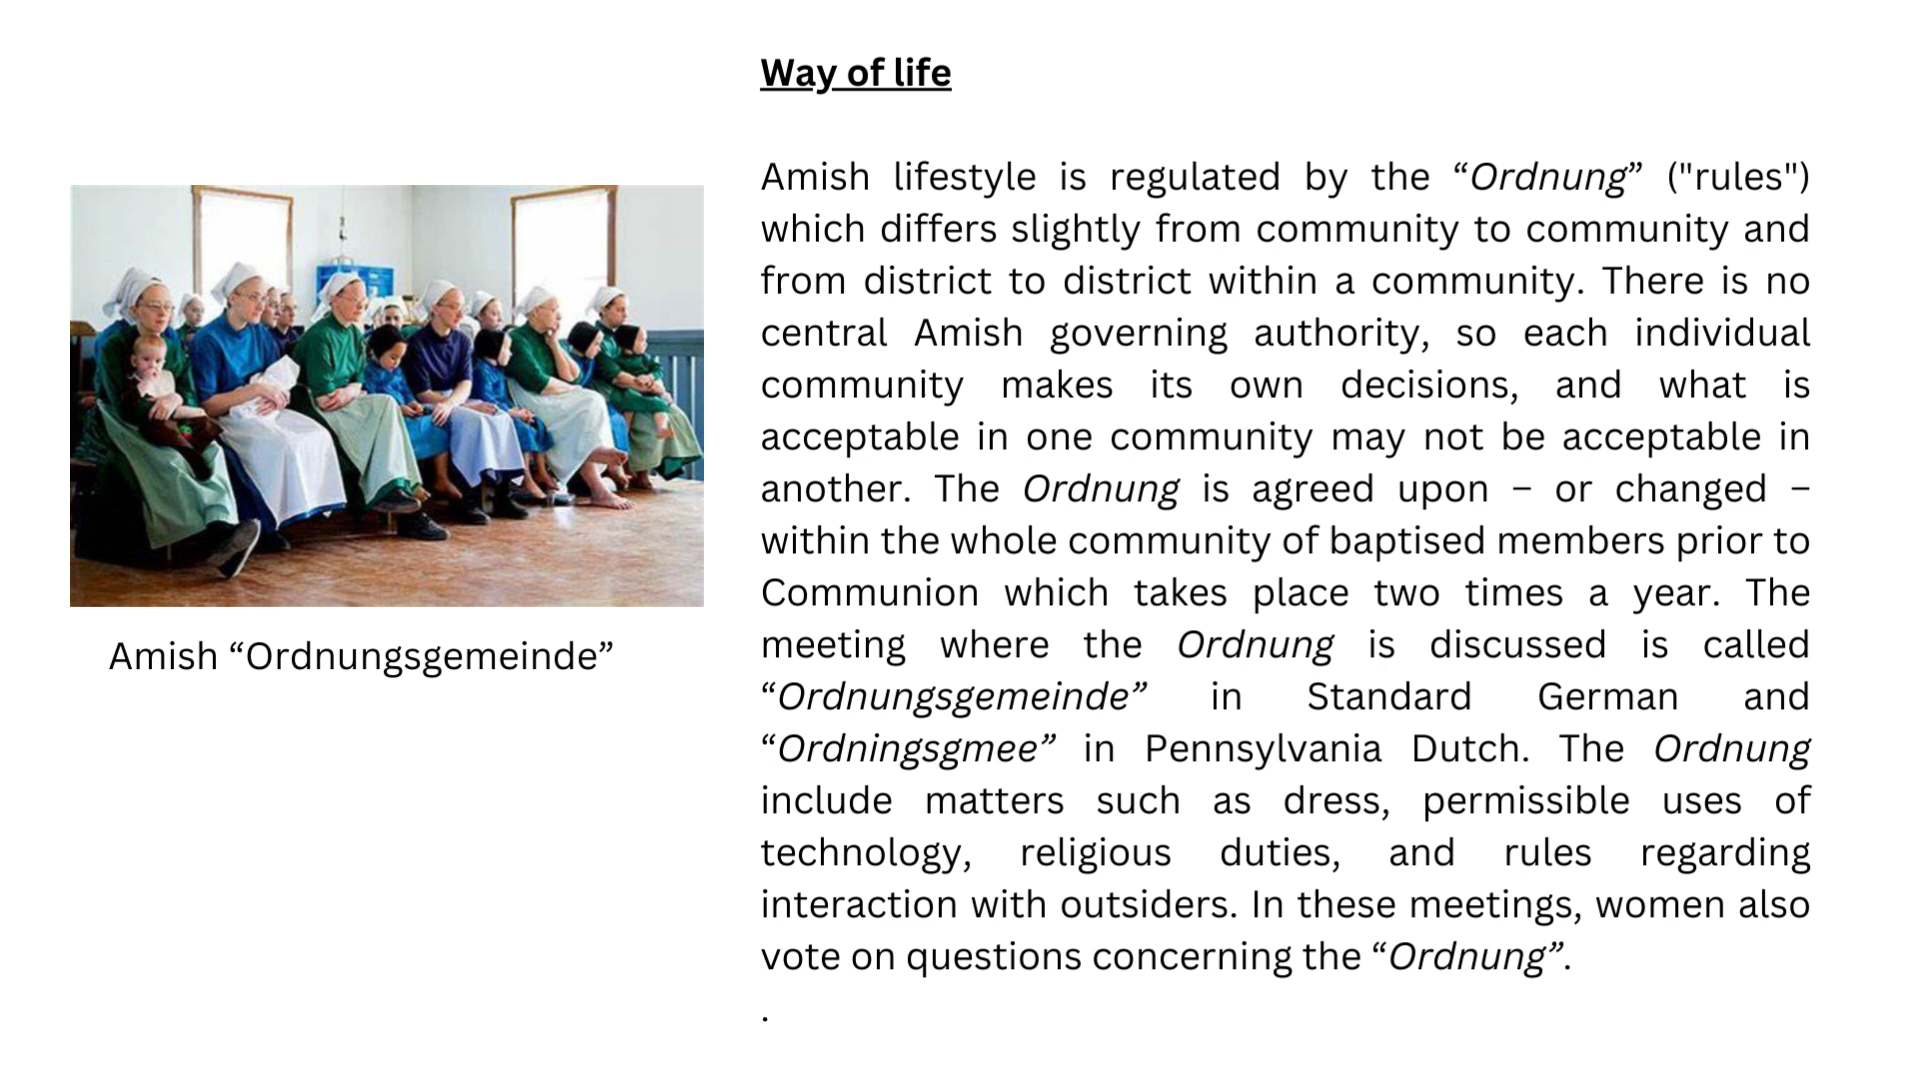 Way of life
Amish lifestyle is regulated by the “Ordnung” ("rules")
which differs slightly from community to community and
from district to district within a community. There is no
central Amish governing authority, so each individual
community makes its own decisions, and what is
acceptable in one community may not be acceptable in
another. The Ordnung is agreed upon – or changed –
within the whole community of baptised members prior to
Communion which takes place two times a year. The
meeting where the Ordnung is discussed is called
“Ordnungsgemeinde” in Standard German and
“Ordningsgmee” in Pennsylvania Dutch. The Ordnung
include matters such as dress, permissible uses of
technology, religious duties, and rules regarding
interaction with outsiders. In these meetings, women also
vote on questions concerning the “Ordnung”.
.
Amish “Ordnungsgemeinde”